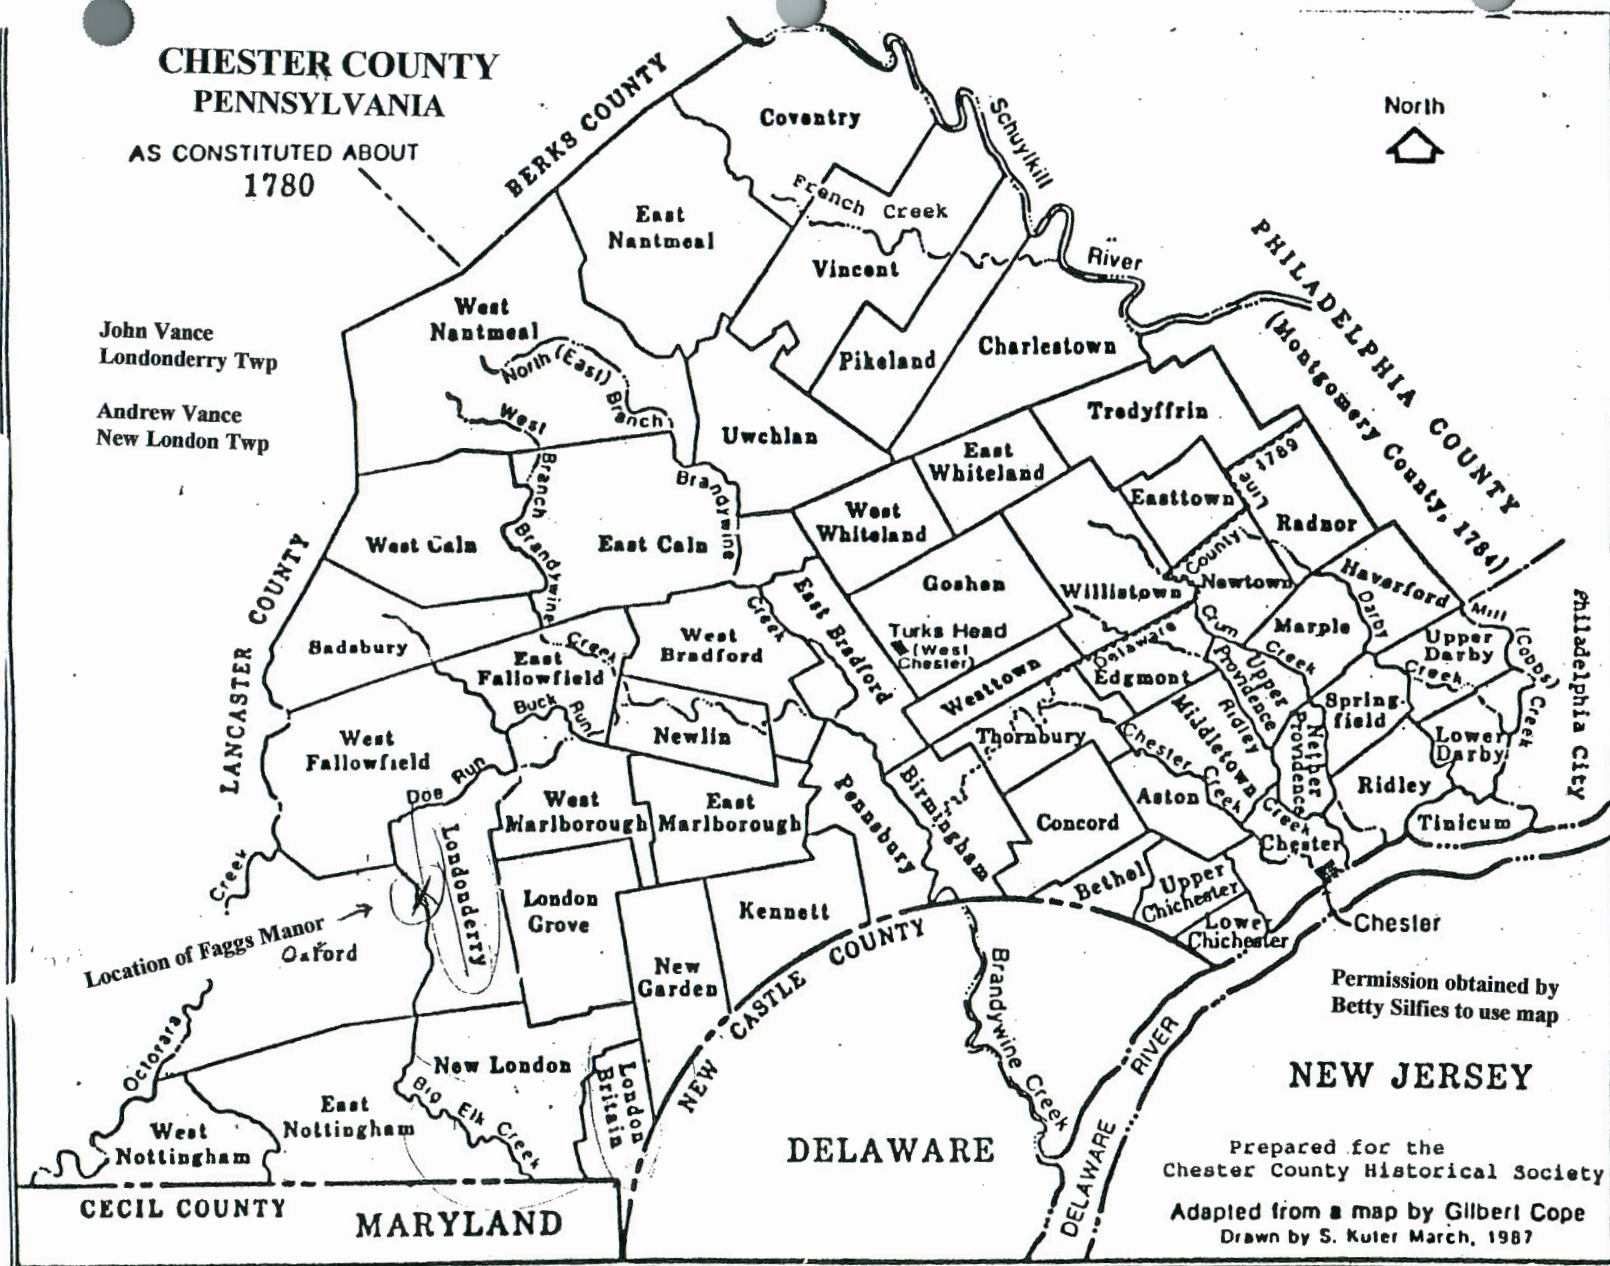 CHESTER COUNTY
PENNSYLVANIA
AS CONSTITUTED ABOUT
1780
BERKS COUNTY
Coventry
Schuylkill
River
North
French Creek
East
Nantmeal
Vincent
PHILADELPHIA COUNTY
(Montgomery County, 1784)
West
Nantmeal
John Vance
Londonderry Twp
Andrew Vance
New London Twp
North (East) Branch
West
Branch
Brandywine
Creek
Pikeland
Charlestown
Uwchlan
Tredyffrin
East
Whiteland
West
Whiteland
Easttown
1789
line
County
Delaware
Radnor
Brandywine
Creek
West Caln
East Caln
Goshen
Willistown
Newtown
Haverford
LANCASTER COUNTY
Sadsbury
East
Fallowfield
West
Bradford
East Bradford
Turks Head
(West
Chester)
Westtown
Edgmont
Crum
Creek
Marple
Darby
Creek
Mill
(Cobbs)
Creek
Upper
Darby
Philadelphia City
Buck Run
Newlin
Thornbury
Upper
Providence
Ridley
Creek
Middletown
Nether
Providence
Spring-
field
Lower
Darby
West
Fallowfield
Doe Run
West
Marlborough
East
Marlborough
Pennsbury
Birmingham
Concord
Chester
Creek
Aston
Ridley
Tinicum
Chester
Londonderry
London
Grove
Kennett
Bethel
Upper
Chichester
Lower
Chichester
Chester
Creek
Octorara
Location of Faggs Manor
Oxford
New
Garden
NEW CASTLE COUNTY
Brandywine Creek
Permission obtained by
Betty Silfies to use map
New London
London
Britain
Big Elk Creek
East
Nottingham
West
Nottingham
RIVER
DELAWARE
NEW JERSEY
DELAWARE
CECIL COUNTY
MARYLAND
Prepared for the
Chester County Historical Society
Adapted from a map by Gilbert Cope
Drawn by S. Kuter March, 1987